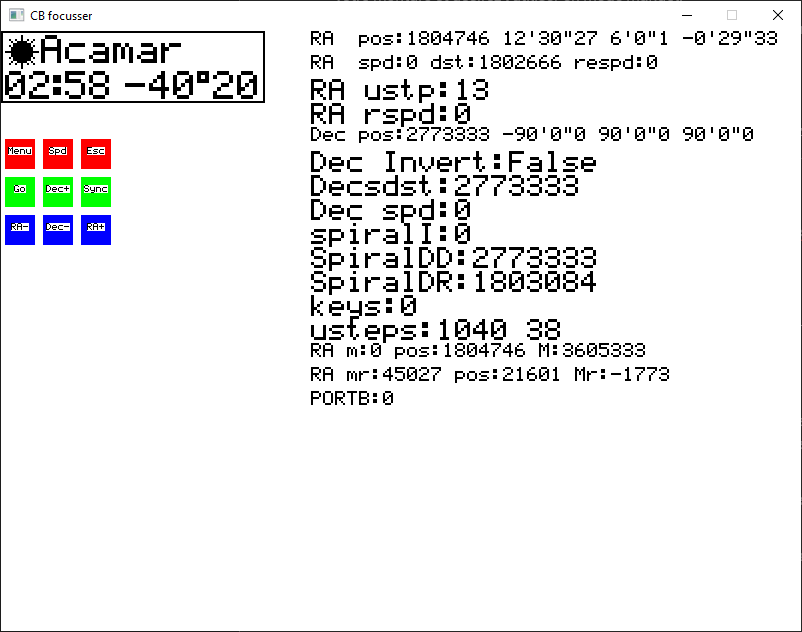 CB focusser
Acamar
02:58 -40°20
Menu Spd Esc
Go Dec+ Sync
RA- Dec- RA+
RA  pos:1804746 12'30"27 6'0"1 -0'29"33
RA  spd:0 dst:1802666 respd:0
RA ustp:13
RA rspd:0
Dec pos:2773333 -90'0"0 90'0"0 90'0"0
Dec Invert:False
Decsdst:2773333
Dec spd:0
spiralI:0
SpiralDD:2773333
SpiralDR:1803084
keys:0
usteps:1040 38
RA m:0 pos:1804746 M:3605333
RA mr:45027 pos:21601 Mr:-1773
PORTB:0